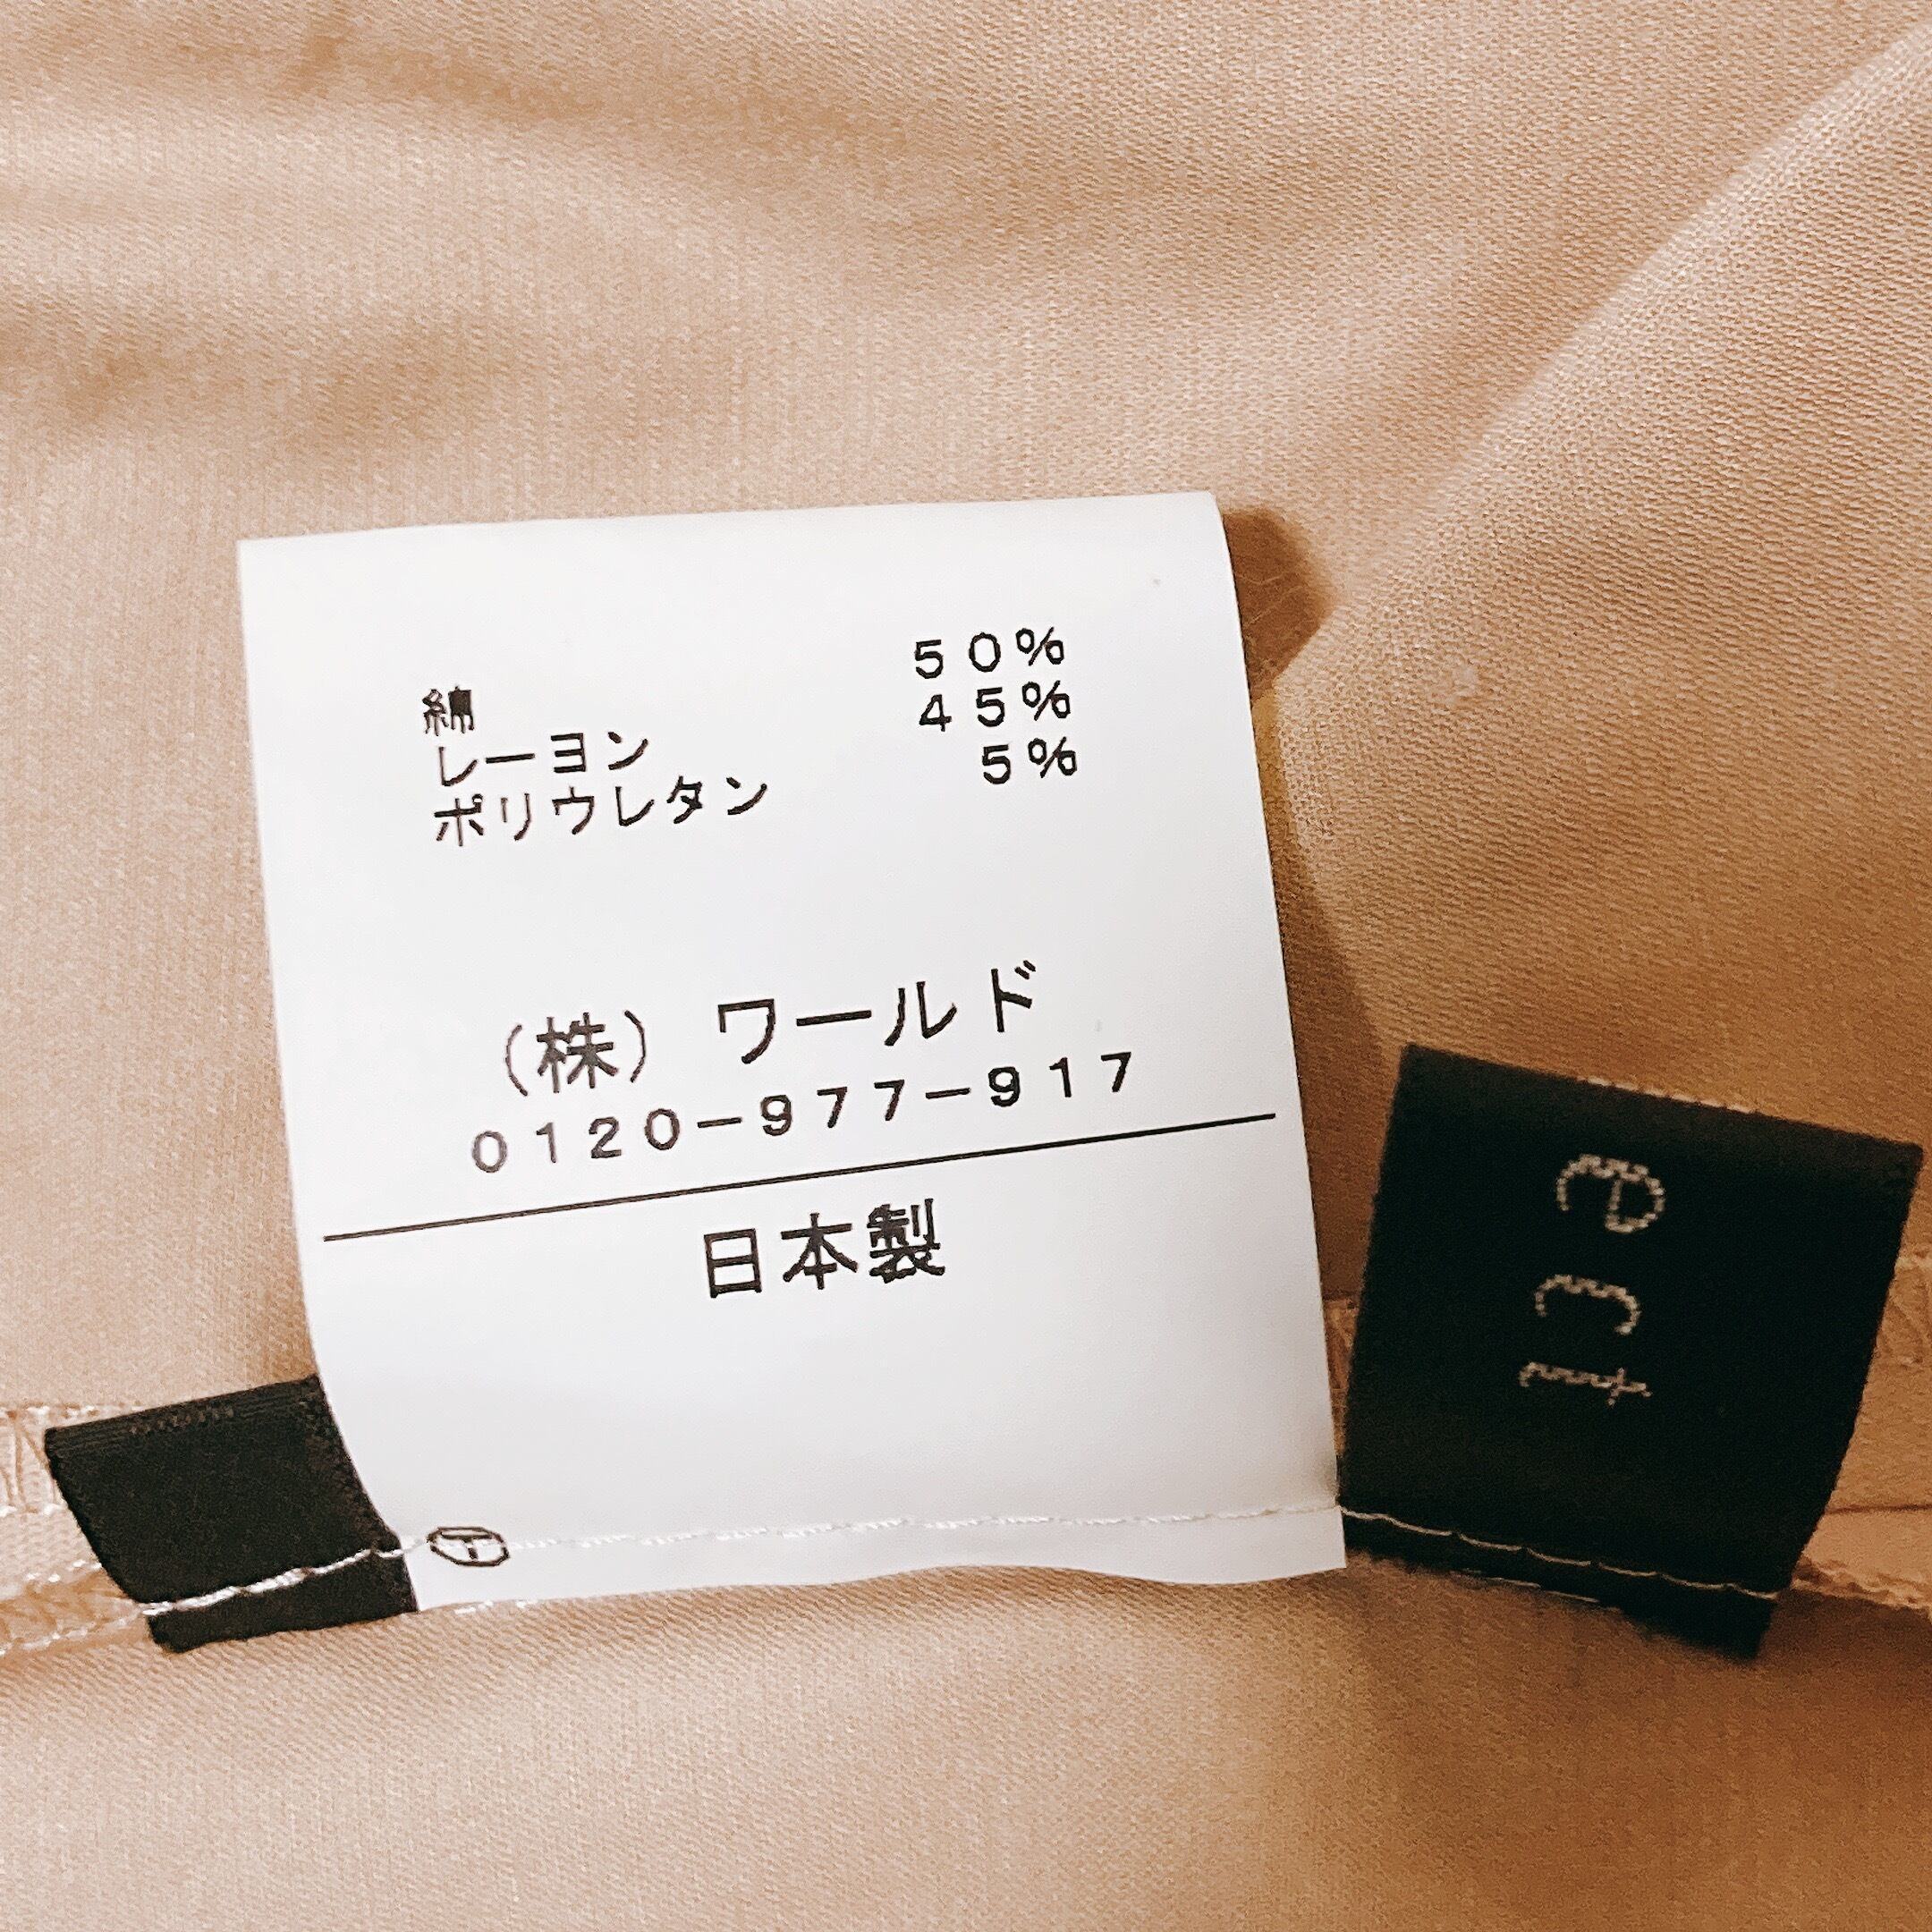 綿 50%
レーヨン 45%
ポリウレタン 5%
(株) ワールド
0120-977-917
日本製
ect